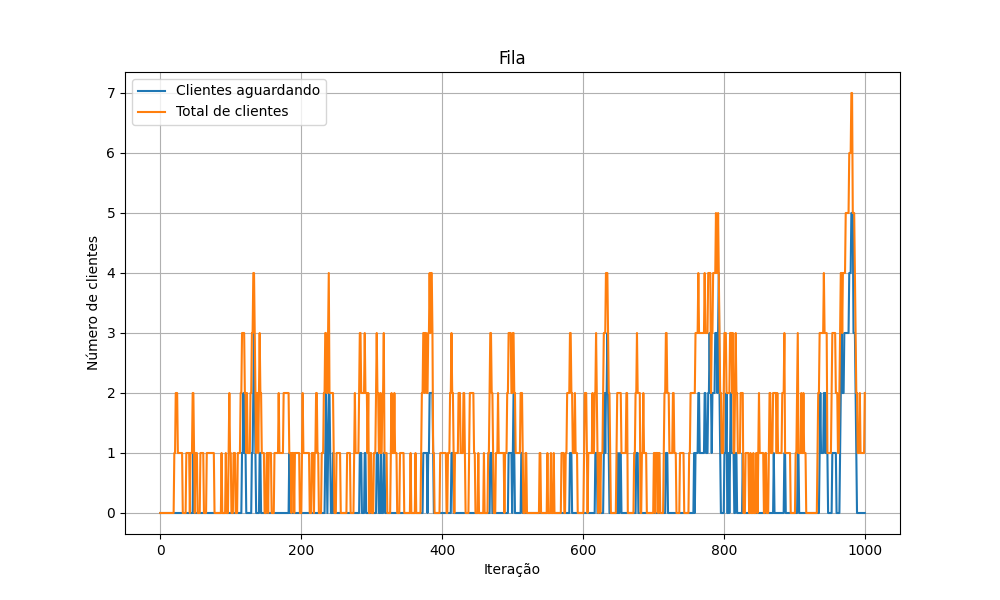 Fila
Clientes aguardando
Total de clientes
7
6
5
4
3
2
1
0
Número de clientes
0 200 400 600 800 1000
Iteração